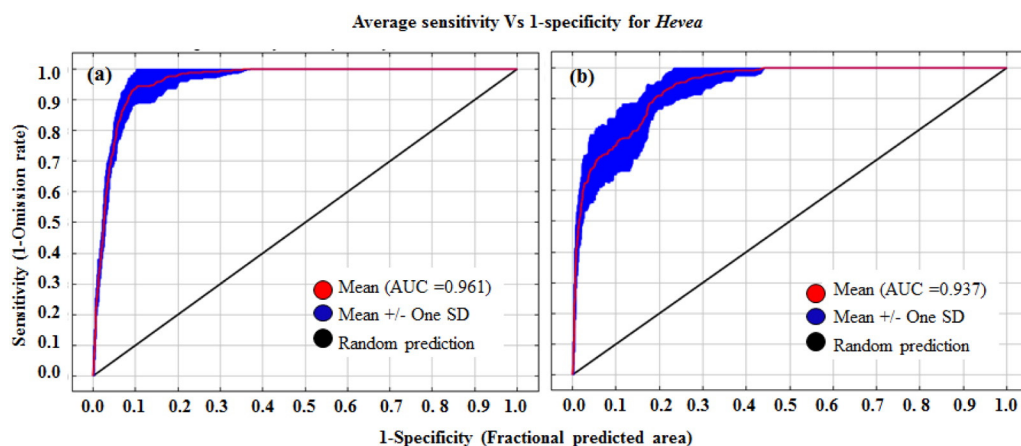 Average sensitivity Vs 1-specificity for Hevea
(a)
(b)
Sensitivity (1-Omission rate)
1.0
0.9
0.8
0.7
0.6
0.5
0.4
0.3
0.2
0.1
0.0
Mean (AUC =0.961)
Mean +/- One SD
Random prediction
Mean (AUC =0.937)
Mean +/- One SD
Random prediction
0.0 0.1 0.2 0.3 0.4 0.5 0.6 0.7 0.8 0.9 1.0
0.0 0.1 0.2 0.3 0.4 0.5 0.6 0.7 0.8 0.9 1.0
1-Specificity (Fractional predicted area)